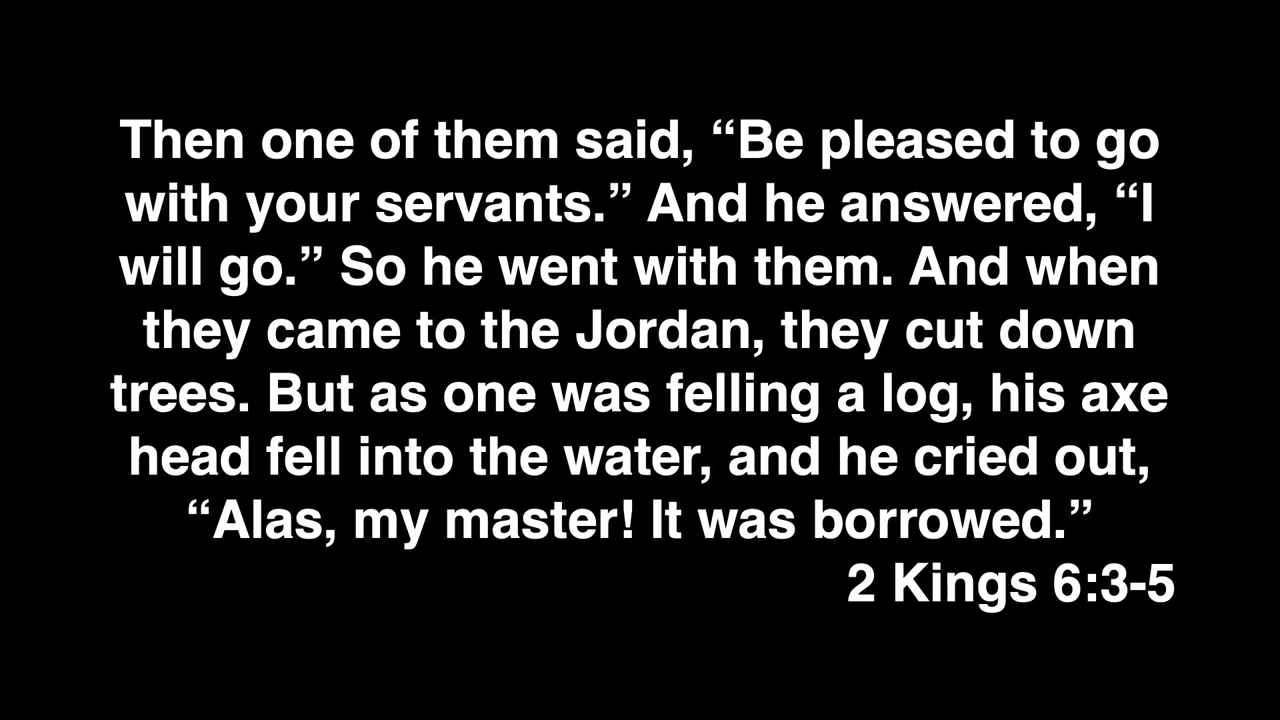 Then one of them said, “Be pleased to go
with your servants.” And he answered, “I
will go.” So he went with them. And when
they came to the Jordan, they cut down
trees. But as one was felling a log, his axe
head fell into the water, and he cried out,
“Alas, my master! It was borrowed.”
2 Kings 6:3-5